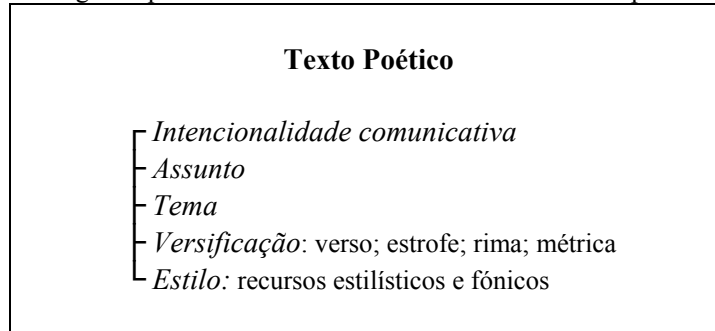 Texto Poético
Intencionalidade comunicativa
Assunto
Tema
Versificação: verso; estrofe; rima; métrica
Estilo: recursos estilísticos e fónicos